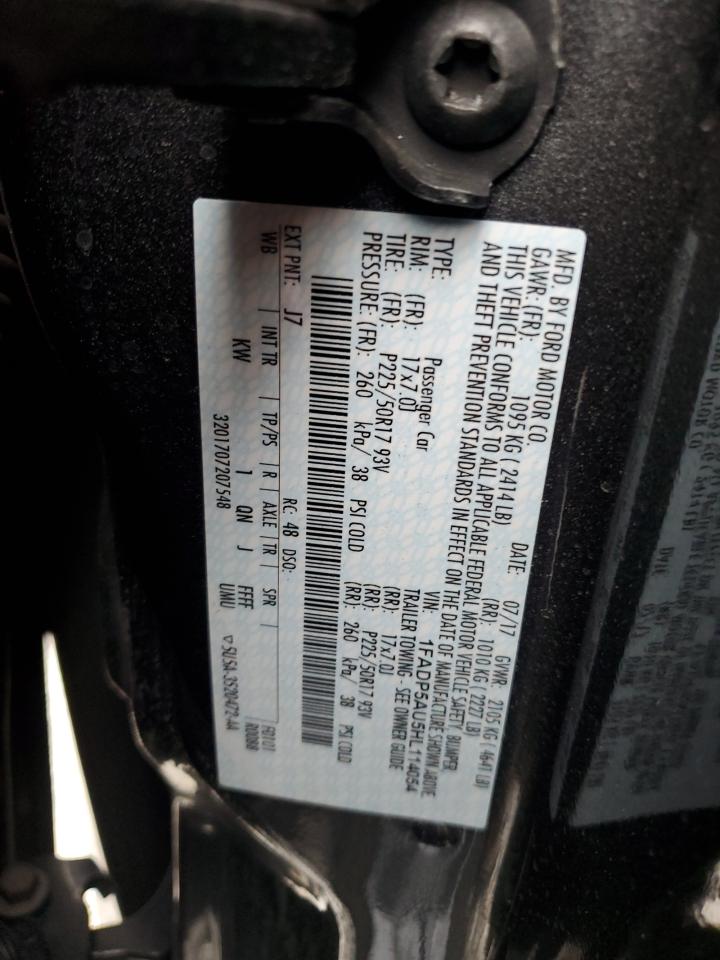 MFD. BY FORD MOTOR CO.
DATE: 07/17 GVWR: 2105 KG ( 4641 LB)
GAWR: (FR): 1095 KG ( 2414 LB) (RR): 1010 KG ( 2227 LB)
THIS VEHICLE CONFORMS TO ALL APPLICABLE FEDERAL MOTOR VEHICLE SAFETY, BUMPER
AND THEFT PREVENTION STANDARDS IN EFFECT ON THE DATE OF MANUFACTURE SHOWN ABOVE.
VIN: 1FADP5AU5HL114054
TYPE: Passenger Car TRAILER TOWING - SEE OWNER GUIDE
RIM: (FR): 17x7.0J (RR): 17x7.0J
TIRE: (FR): P225/50R17 93V (RR): P225/50R17 93V
PRESSURE: (FR): 260 kPa/ 38 PSI COLD (RR): 260 kPa/ 38 PSI COLD
EXT PNT: J7 RC: 48 DSO:
WB INT TR TP/PS R AXLE TR SPR
KW 1 QN J FFFF
UMU
3201707207548